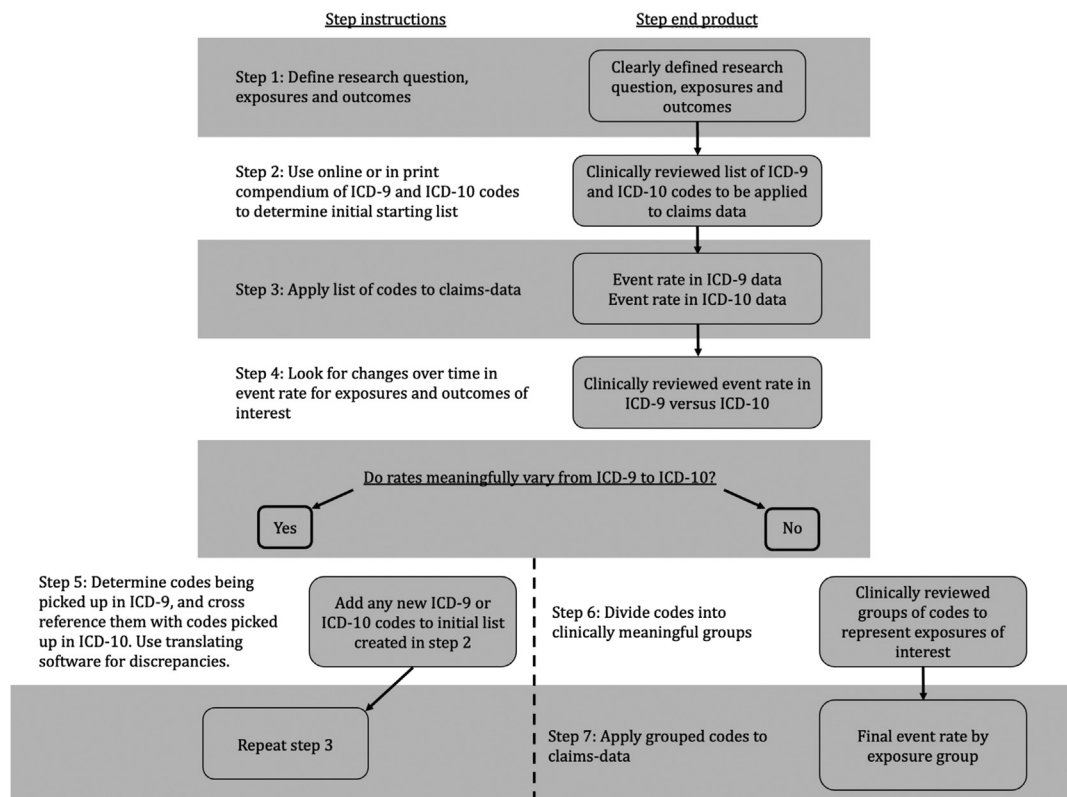 Step instructions
Step end product
Step 1: Define research question,
exposures and outcomes
Clearly defined research
question, exposures and
outcomes
Step 2: Use online or in print
compendium of ICD-9 and ICD-10 codes
to determine initial starting list
Clinically reviewed list of ICD-9
and ICD-10 codes to be applied
to claims data
Step 3: Apply list of codes to claims-data
Event rate in ICD-9 data
Event rate in ICD-10 data
Step 4: Look for changes over time in
event rate for exposures and outcomes of
interest
Clinically reviewed event rate in
ICD-9 versus ICD-10
Do rates meaningfully vary from ICD-9 to ICD-10?
Yes
No
Step 5: Determine codes being
picked up in ICD-9, and cross
reference them with codes picked
up in ICD-10. Use translating
software for discrepancies.
Add any new ICD-9 or
ICD-10 codes to initial list
created in step 2
Step 6: Divide codes into
clinically meaningful groups
Clinically reviewed
groups of codes to
represent exposures of
interest
Repeat step 3
Step 7: Apply grouped codes to
claims-data
Final event rate by
exposure group